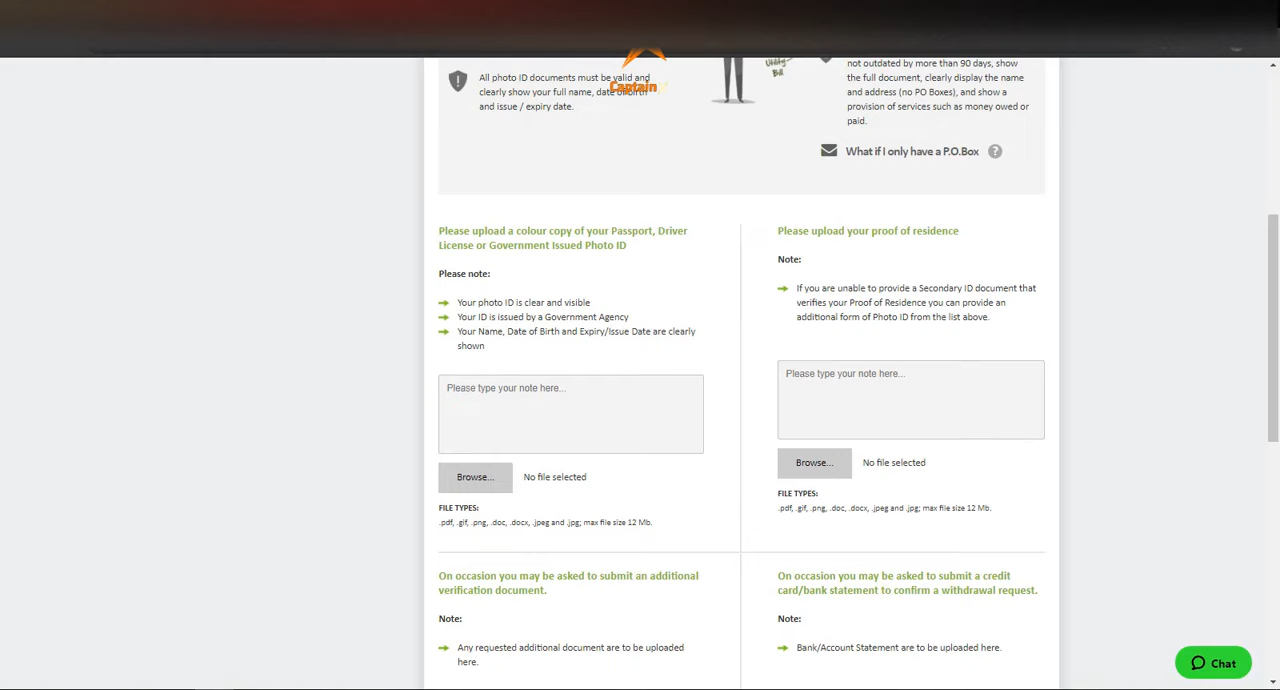 All photo ID documents must be valid and
clearly show your full name, date of birth
and issue / expiry date.
Captain
Utility
Bill
not outdated by more than 90 days, show
the full document, clearly display the name
and address (no PO Boxes), and show a
provision of services such as money owed or
paid.
What if I only have a P.O.Box ?
Please upload a colour copy of your Passport, Driver
License or Government Issued Photo ID
Please note:
Your photo ID is clear and visible
Your ID is issued by a Government Agency
Your Name, Date of Birth and Expiry/Issue Date are clearly
shown
Please type your note here...
Browse... No file selected
FILE TYPES:
.pdf, .gif, .png, .doc, .docx, .jpeg and .jpg; max file size 12 Mb.
Please upload your proof of residence
Note:
If you are unable to provide a Secondary ID document that
verifies your Proof of Residence you can provide an
additional form of Photo ID from the list above.
Please type your note here...
Browse... No file selected
FILE TYPES:
.pdf, .gif, .png, .doc, .docx, .jpeg and .jpg; max file size 12 Mb.
On occasion you may be asked to submit an additional
verification document.
Note:
Any requested additional document are to be uploaded
here.
On occasion you may be asked to submit a credit
card/bank statement to confirm a withdrawal request.
Note:
Bank/Account Statement are to be uploaded here.
Chat